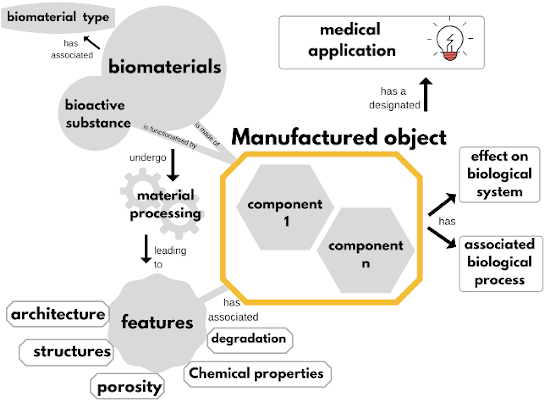 biomaterial type
has
associated
biomaterials
bioactive
substance
is functionalised by
is made of
medical
application
has a
designated
Manufactured object
undergo
material
processing
leading
to
component
1
component
n
effect on
biological
system
has
associated
biological
process
has
associated
features
architecture
structures
porosity
degradation
Chemical properties